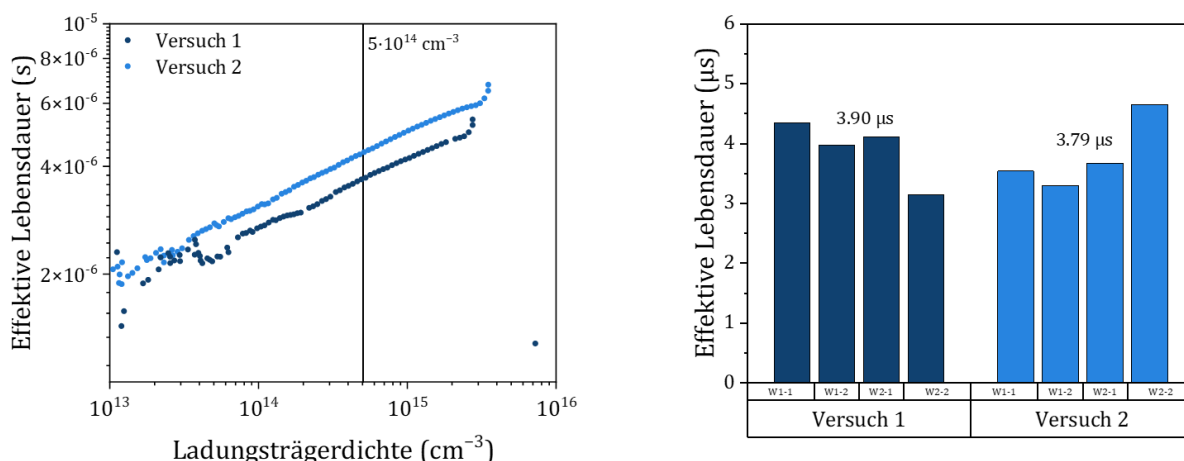 Effektive Lebensdauer (s)
10⁻⁵
8×10⁻⁶
6×10⁻⁶
4×10⁻⁶
2×10⁻⁶
Versuch 1
Versuch 2
5·10¹⁴ cm⁻³
10¹³ 10¹⁴ 10¹⁵ 10¹⁶
Ladungsträgerdichte (cm⁻³)
Effektive Lebensdauer (µs)
6
5
4
3
2
1
0
3.90 µs
3.79 µs
W1-1 W1-2 W2-1 W2-2 W1-1 W1-2 W2-1 W2-2
Versuch 1 Versuch 2